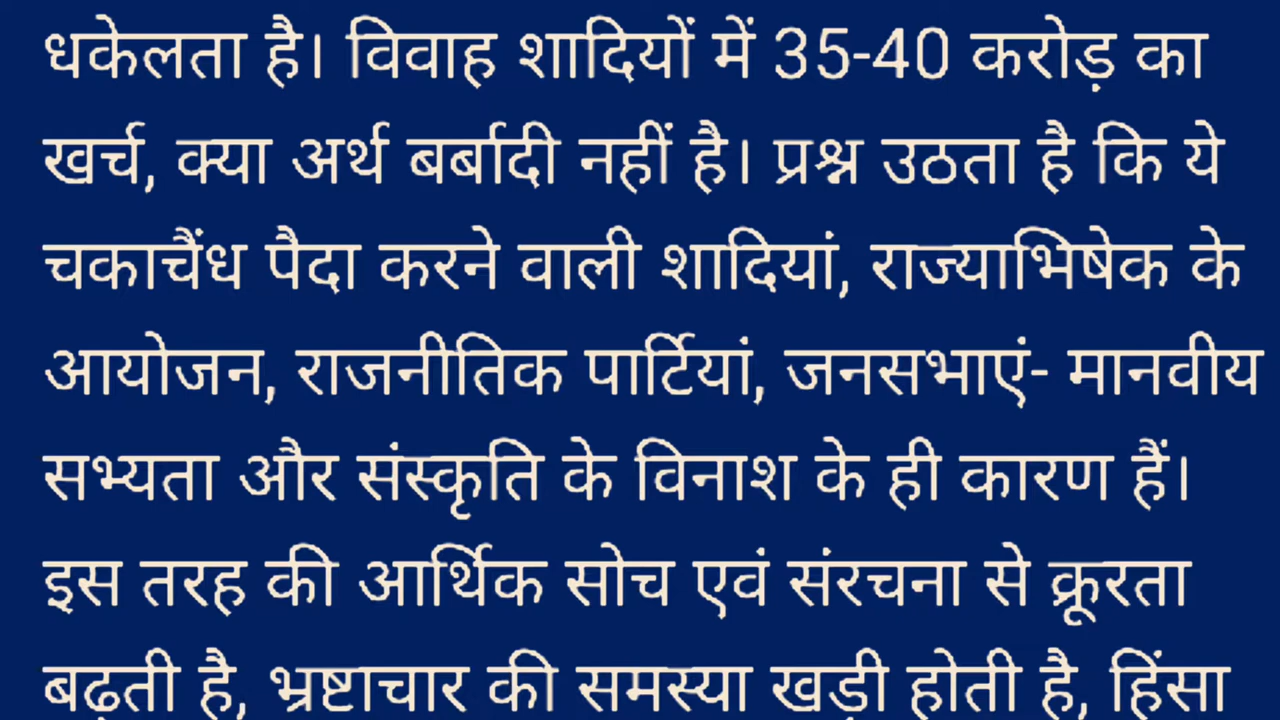 धकेलता है। विवाह शादियों में 35-40 करोड़ का
खर्च, क्या अर्थ बर्बादी नहीं है। प्रश्न उठता है कि ये
चकाचैंध पैदा करने वाली शादियां, राज्याभिषेक के
आयोजन, राजनीतिक पार्टियां, जनसभाएं- मानवीय
सभ्यता और संस्कृति के विनाश के ही कारण हैं।
इस तरह की आर्थिक सोच एवं संरचना से क्रूरता
बढ़ती है, भ्रष्टाचार की समस्या खड़ी होती है, हिंसा